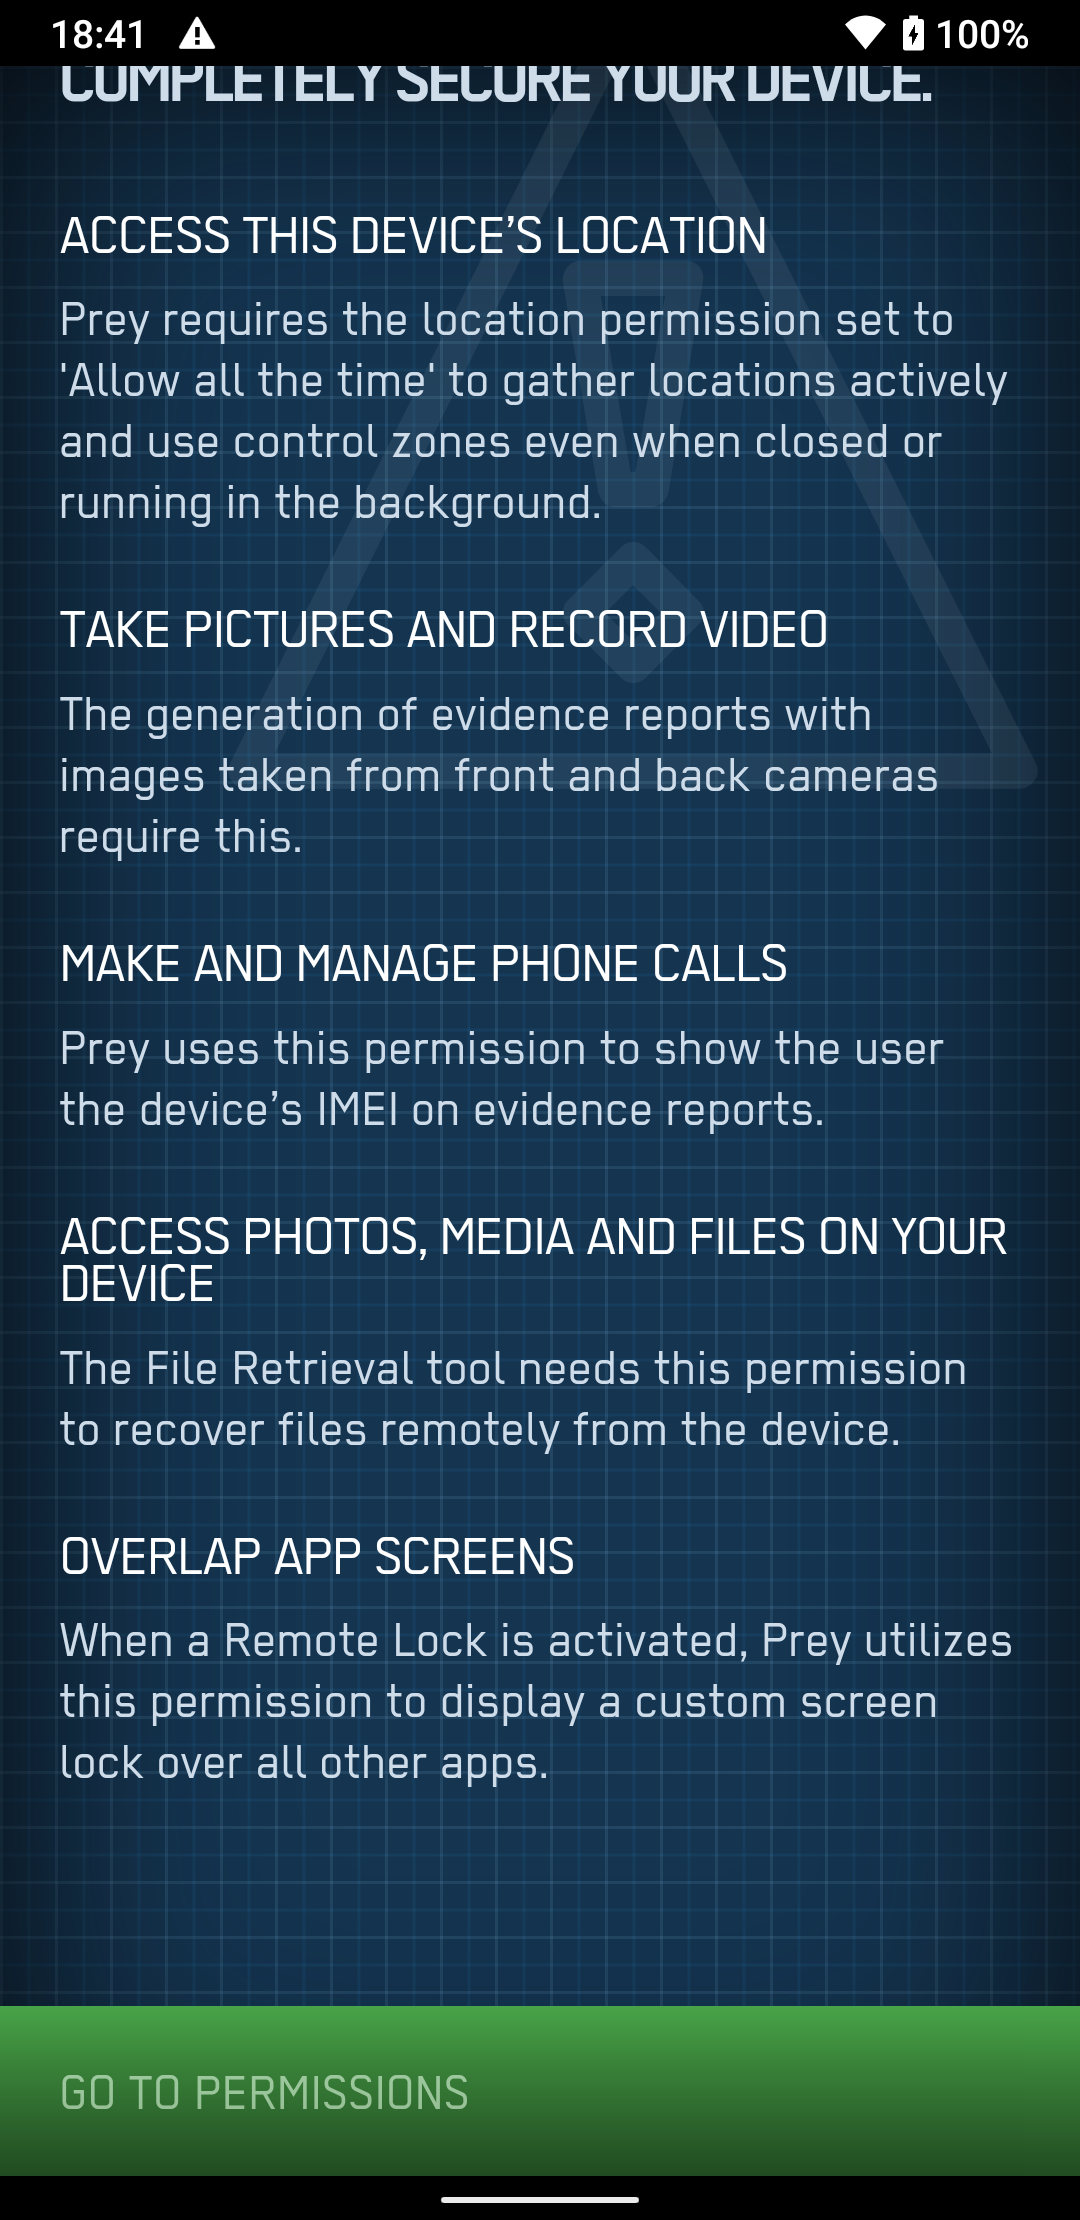 18:41
100%
COMPLETELY SECURE YOUR DEVICE.
ACCESS THIS DEVICE’S LOCATION
Prey requires the location permission set to
'Allow all the time' to gather locations actively
and use control zones even when closed or
running in the background.
TAKE PICTURES AND RECORD VIDEO
The generation of evidence reports with
images taken from front and back cameras
require this.
MAKE AND MANAGE PHONE CALLS
Prey uses this permission to show the user
the device’s IMEI on evidence reports.
ACCESS PHOTOS, MEDIA AND FILES ON YOUR
DEVICE
The File Retrieval tool needs this permission
to recover files remotely from the device.
OVERLAP APP SCREENS
When a Remote Lock is activated, Prey utilizes
this permission to display a custom screen
lock over all other apps.
GO TO PERMISSIONS